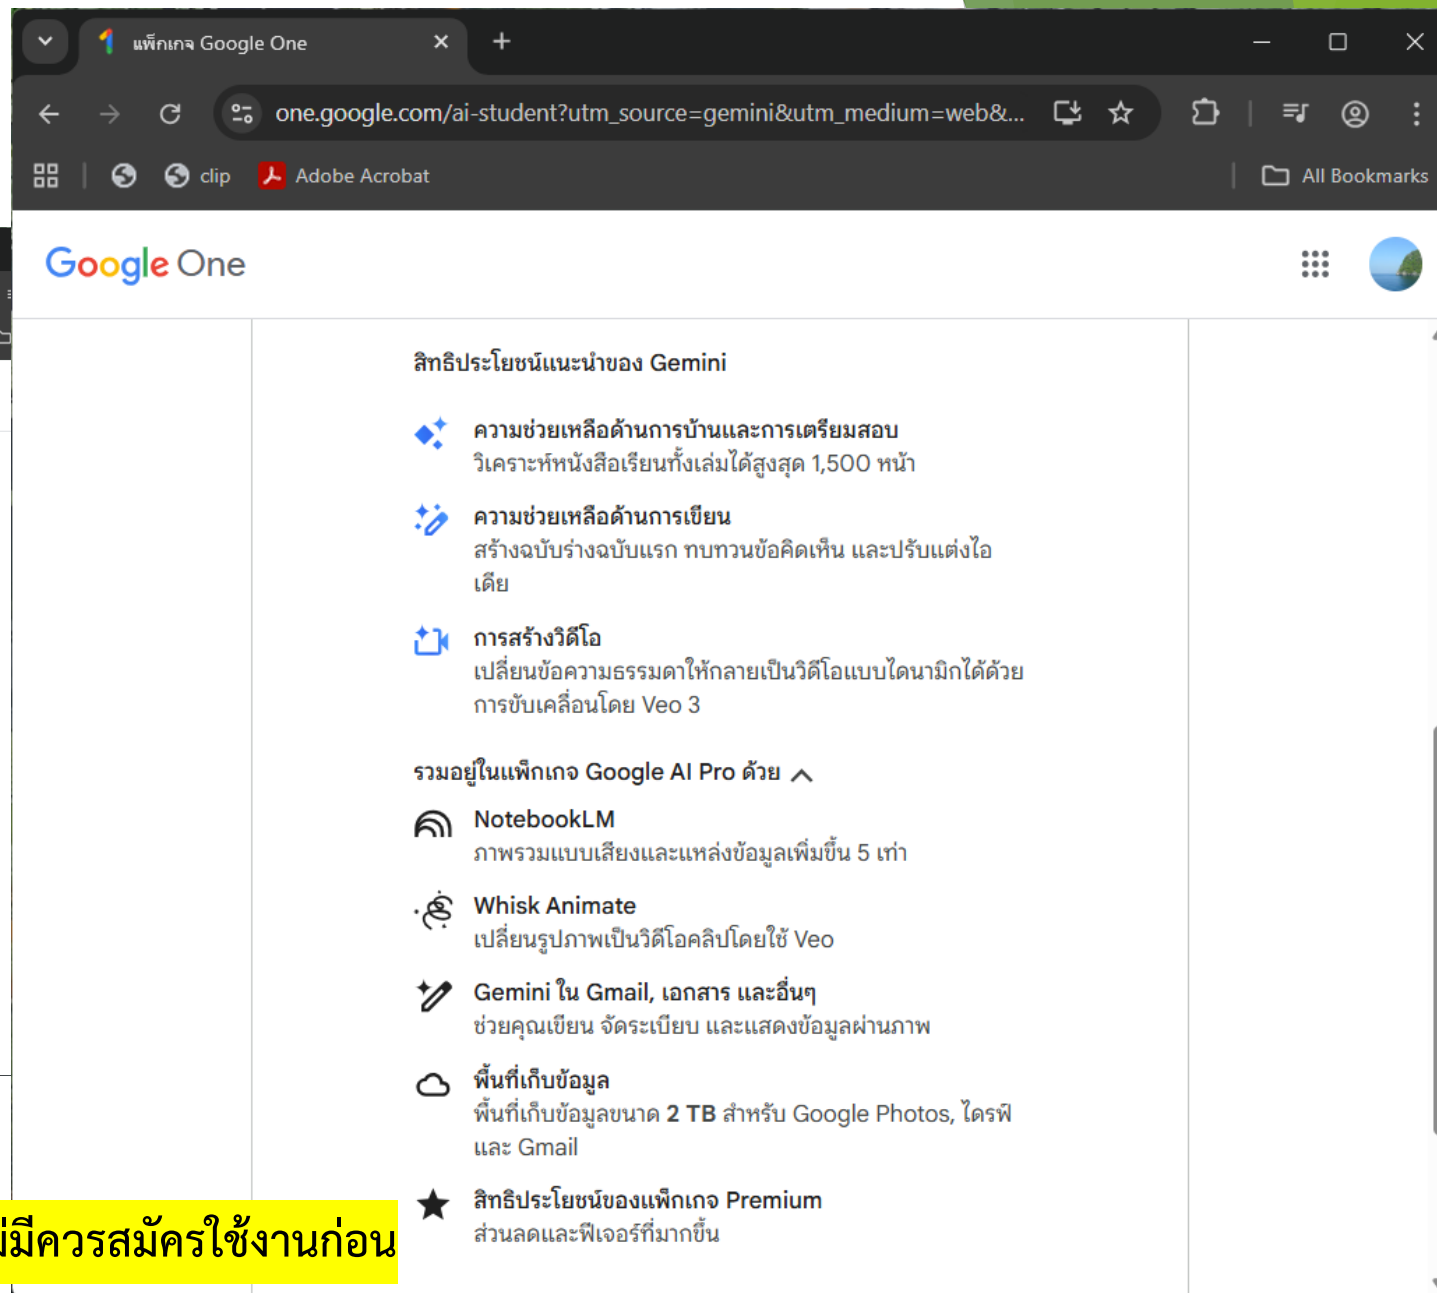 แพ็กเกจ Google One
one.google.com/ai-student?utm_source=gemini&utm_medium=web&...
clip
Adobe Acrobat
All Bookmarks
Google One
สิทธิประโยชน์แนะนำของ Gemini
ความช่วยเหลือด้านการบ้านและการเตรียมสอบ
วิเคราะห์หนังสือเรียนทั้งเล่มได้สูงสุด 1,500 หน้า
ความช่วยเหลือด้านการเขียน
สร้างฉบับร่างฉบับแรก ทบทวนข้อคิดเห็น และปรับแต่งไอ
เดีย
การสร้างวิดีโอ
เปลี่ยนข้อความธรรมดาให้กลายเป็นวิดีโอแบบไดนามิกได้ด้วย
การขับเคลื่อนโดย Veo 3
รวมอยู่ในแพ็กเกจ Google AI Pro ด้วย
NotebookLM
ภาพรวมแบบเสียงและแหล่งข้อมูลเพิ่มขึ้น 5 เท่า
Whisk Animate
เปลี่ยนรูปภาพเป็นวิดีโอคลิปโดยใช้ Veo
Gemini ใน Gmail, เอกสาร และอื่นๆ
ช่วยคุณเขียน จัดระเบียบ และแสดงข้อมูลผ่านภาพ
พื้นที่เก็บข้อมูล
พื้นที่เก็บข้อมูลขนาด 2 TB สำหรับ Google Photos, ไดรฟ์
และ Gmail
สิทธิประโยชน์ของแพ็กเกจ Premium
ส่วนลดและฟีเจอร์ที่มากขึ้น
มีควรสมัครใช้งานก่อน